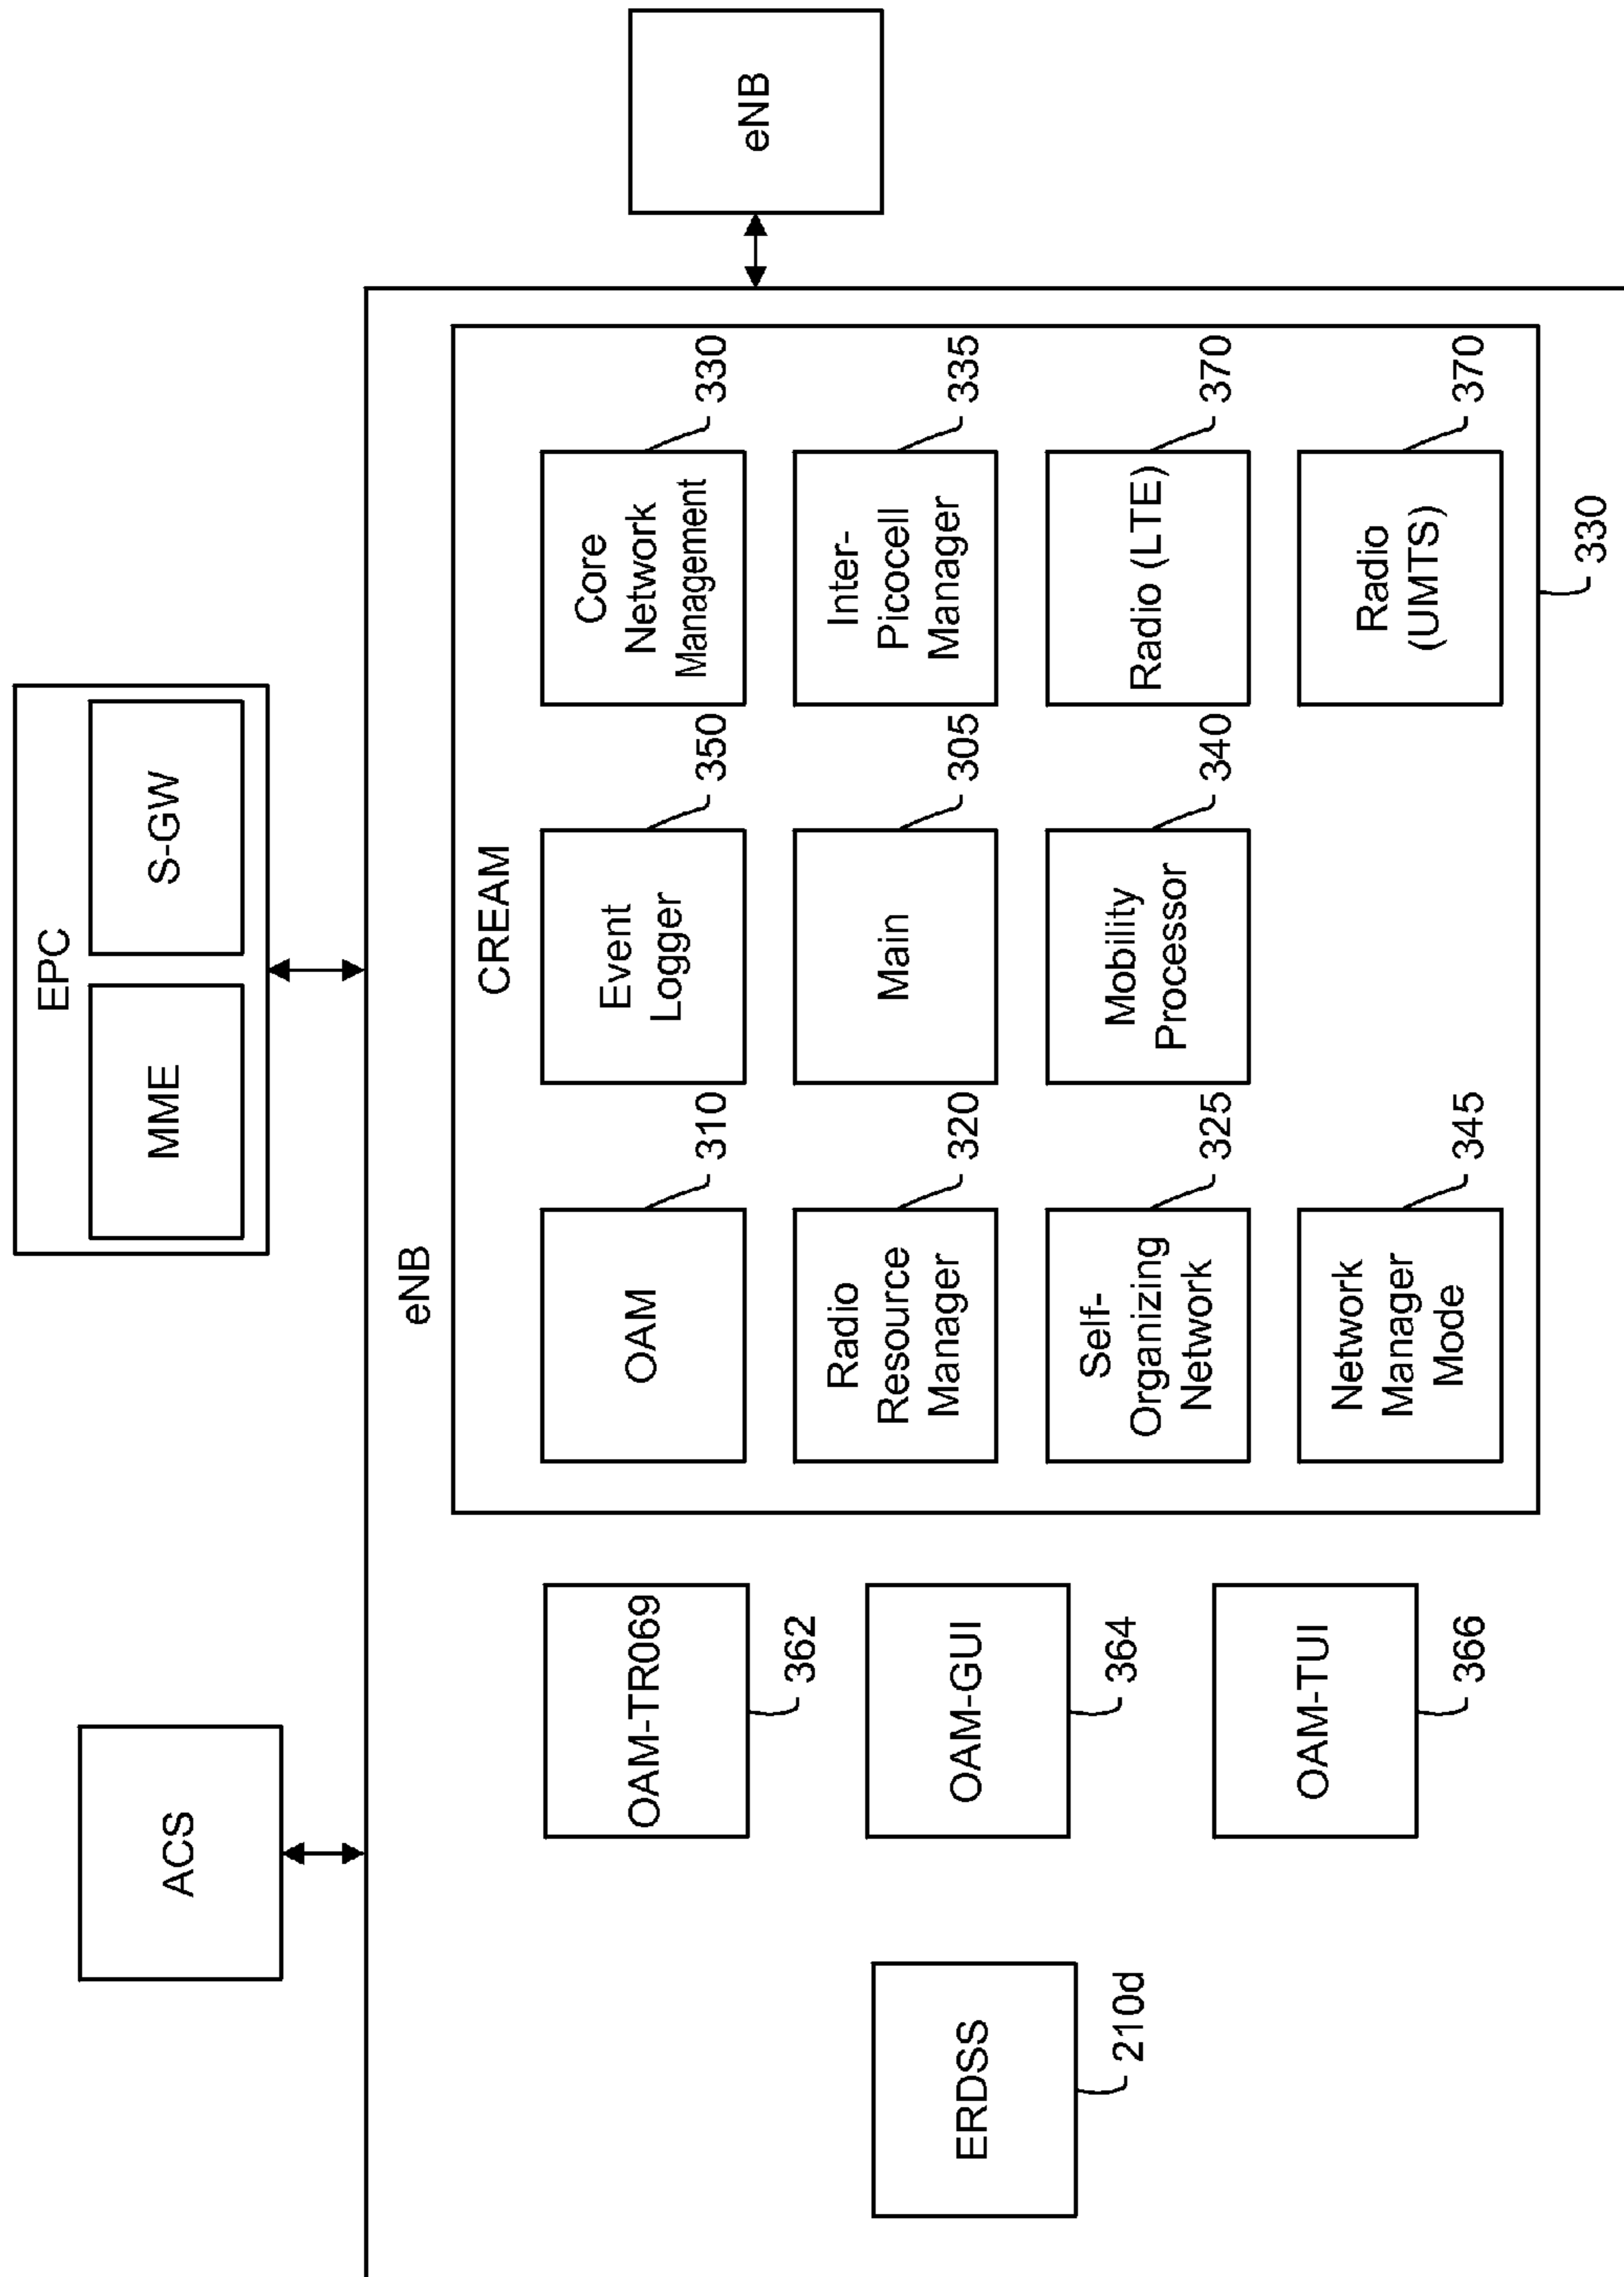 ACS
EPC
MME
S-GW
eNB
eNB
CREAM
ERDSS
210d
OAM-TR069
362
OAM-GUI
364
OAM-TUI
366
OAM
310
Event
Logger
350
Core
Network
Management
330
Radio
Resource
Manager
320
Main
305
Inter-
Picocell
Manager
335
Self-
Organizing
Network
325
Mobility
Processor
340
Radio (LTE)
370
Network
Manager
Mode
345
Radio
(UMTS)
370
330